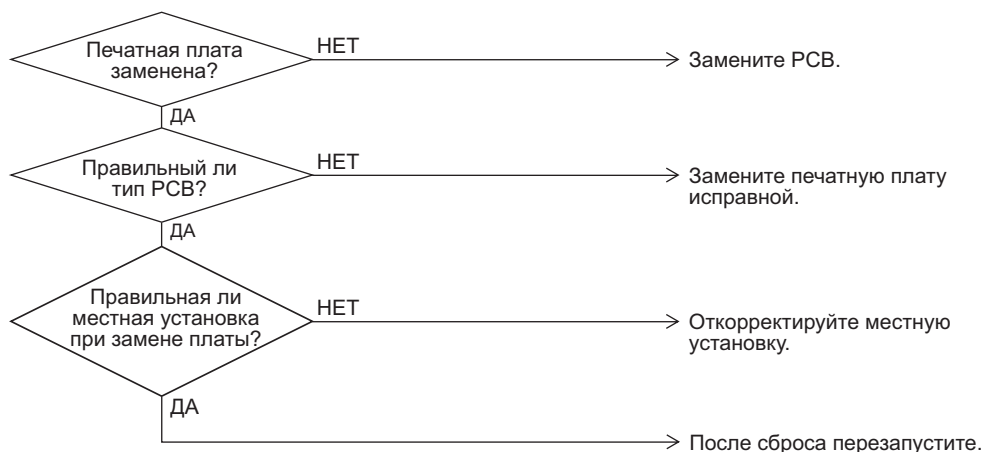 Печатная плата
заменена?
НЕТ
Замените PCB.
ДА
Правильный ли
тип PCB?
НЕТ
Замените печатную плату
исправной.
ДА
Правильная ли
местная установка
при замене платы?
НЕТ
Откорректируйте местную
установку.
ДА
После сброса перезапустите.